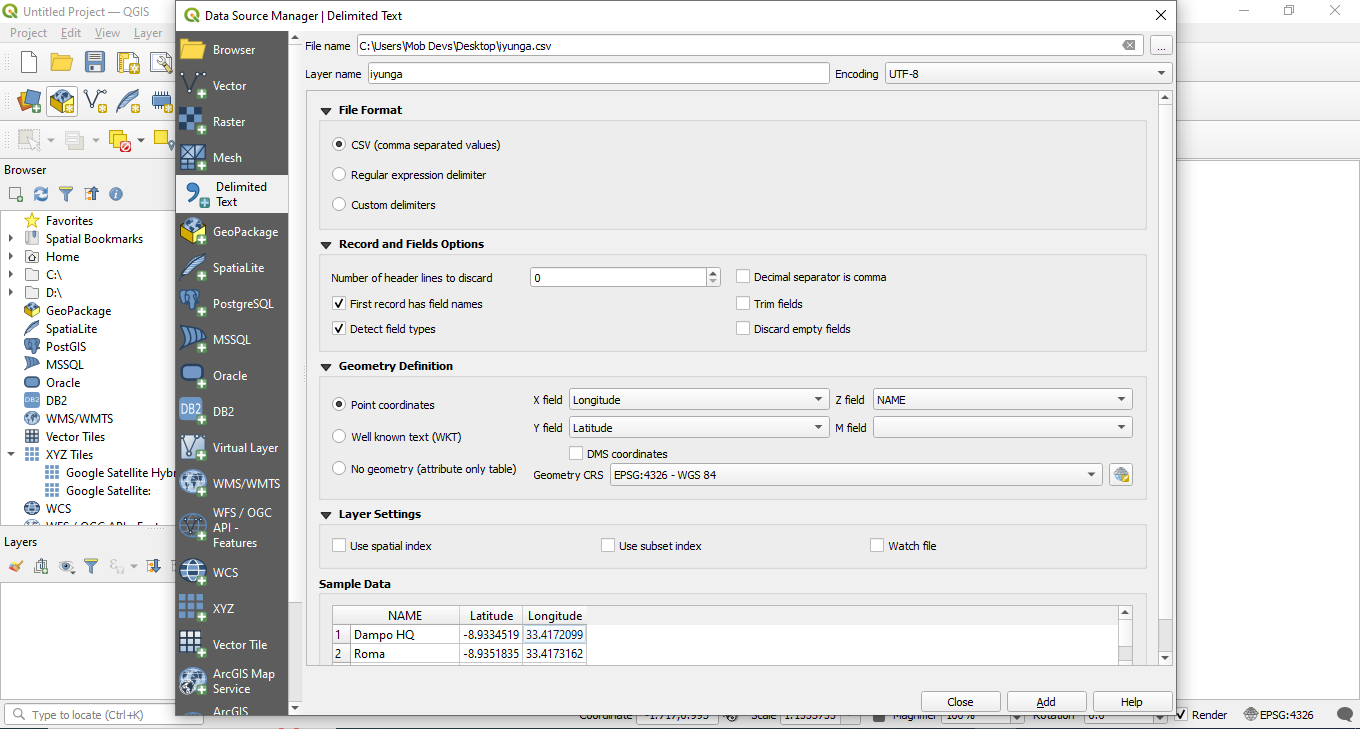 Untitled Project — QGIS
Project Edit View Layer
Browser
Favorites
Spatial Bookmarks
Home
C:\
D:\
GeoPackage
SpatiaLite
PostGIS
MSSQL
Oracle
DB2
WMS/WMTS
Vector Tiles
XYZ Tiles
Google Satellite Hybr
Google Satellite:
WCS
WFS / OGC API - Featu
Layers
Type to locate (Ctrl+K)
Data Source Manager | Delimited Text
Browser
Vector
Raster
Mesh
Delimited
Text
GeoPackage
SpatiaLite
PostgreSQL
MSSQL
Oracle
DB2
DB2
Virtual Layer
WMS/WMTS
WFS / OGC
API -
Features
WCS
XYZ
Vector Tile
ArcGIS Map
Service
ArcGIS
File name C:\Users\Mob Devs\Desktop\iyunga.csv ...
Layer name iyunga Encoding UTF-8
File Format
CSV (comma separated values)
Regular expression delimiter
Custom delimiters
Record and Fields Options
Number of header lines to discard 0 Decimal separator is comma
First record has field names Trim fields
Detect field types Discard empty fields
Geometry Definition
Point coordinates X field Longitude Z field NAME
Y field Latitude M field
Well known text (WKT)
DMS coordinates
No geometry (attribute only table) Geometry CRS EPSG:4326 - WGS 84
Layer Settings
Use spatial index Use subset index Watch file
Sample Data
NAME Latitude Longitude
1 Dampo HQ -8.9334519 33.4172099
2 Roma -8.9351835 33.4173162
Close Add Help
Coordinate Scale Magnifier 100% Rotation Render EPSG:4326